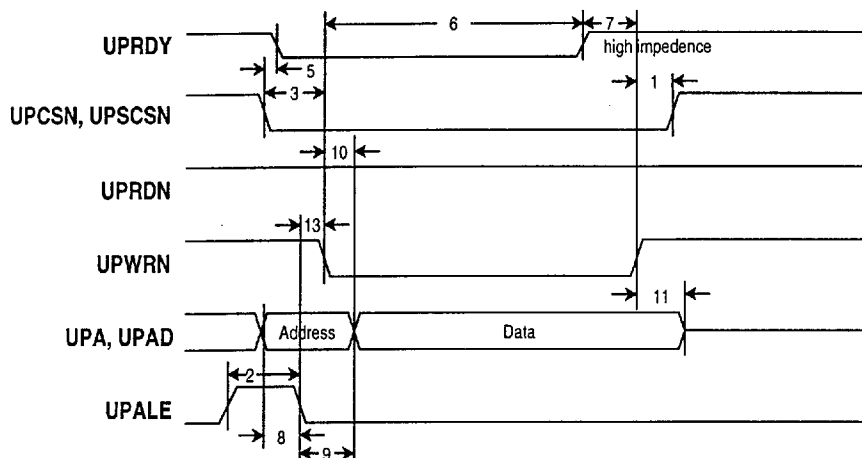 6
7
UPRDY
high impedence
5
1
3
UPCSN, UPSCSN
10
UPRDN
13
UPWRN
11
UPA, UPAD
Address
Data
2
UPALE
8
9